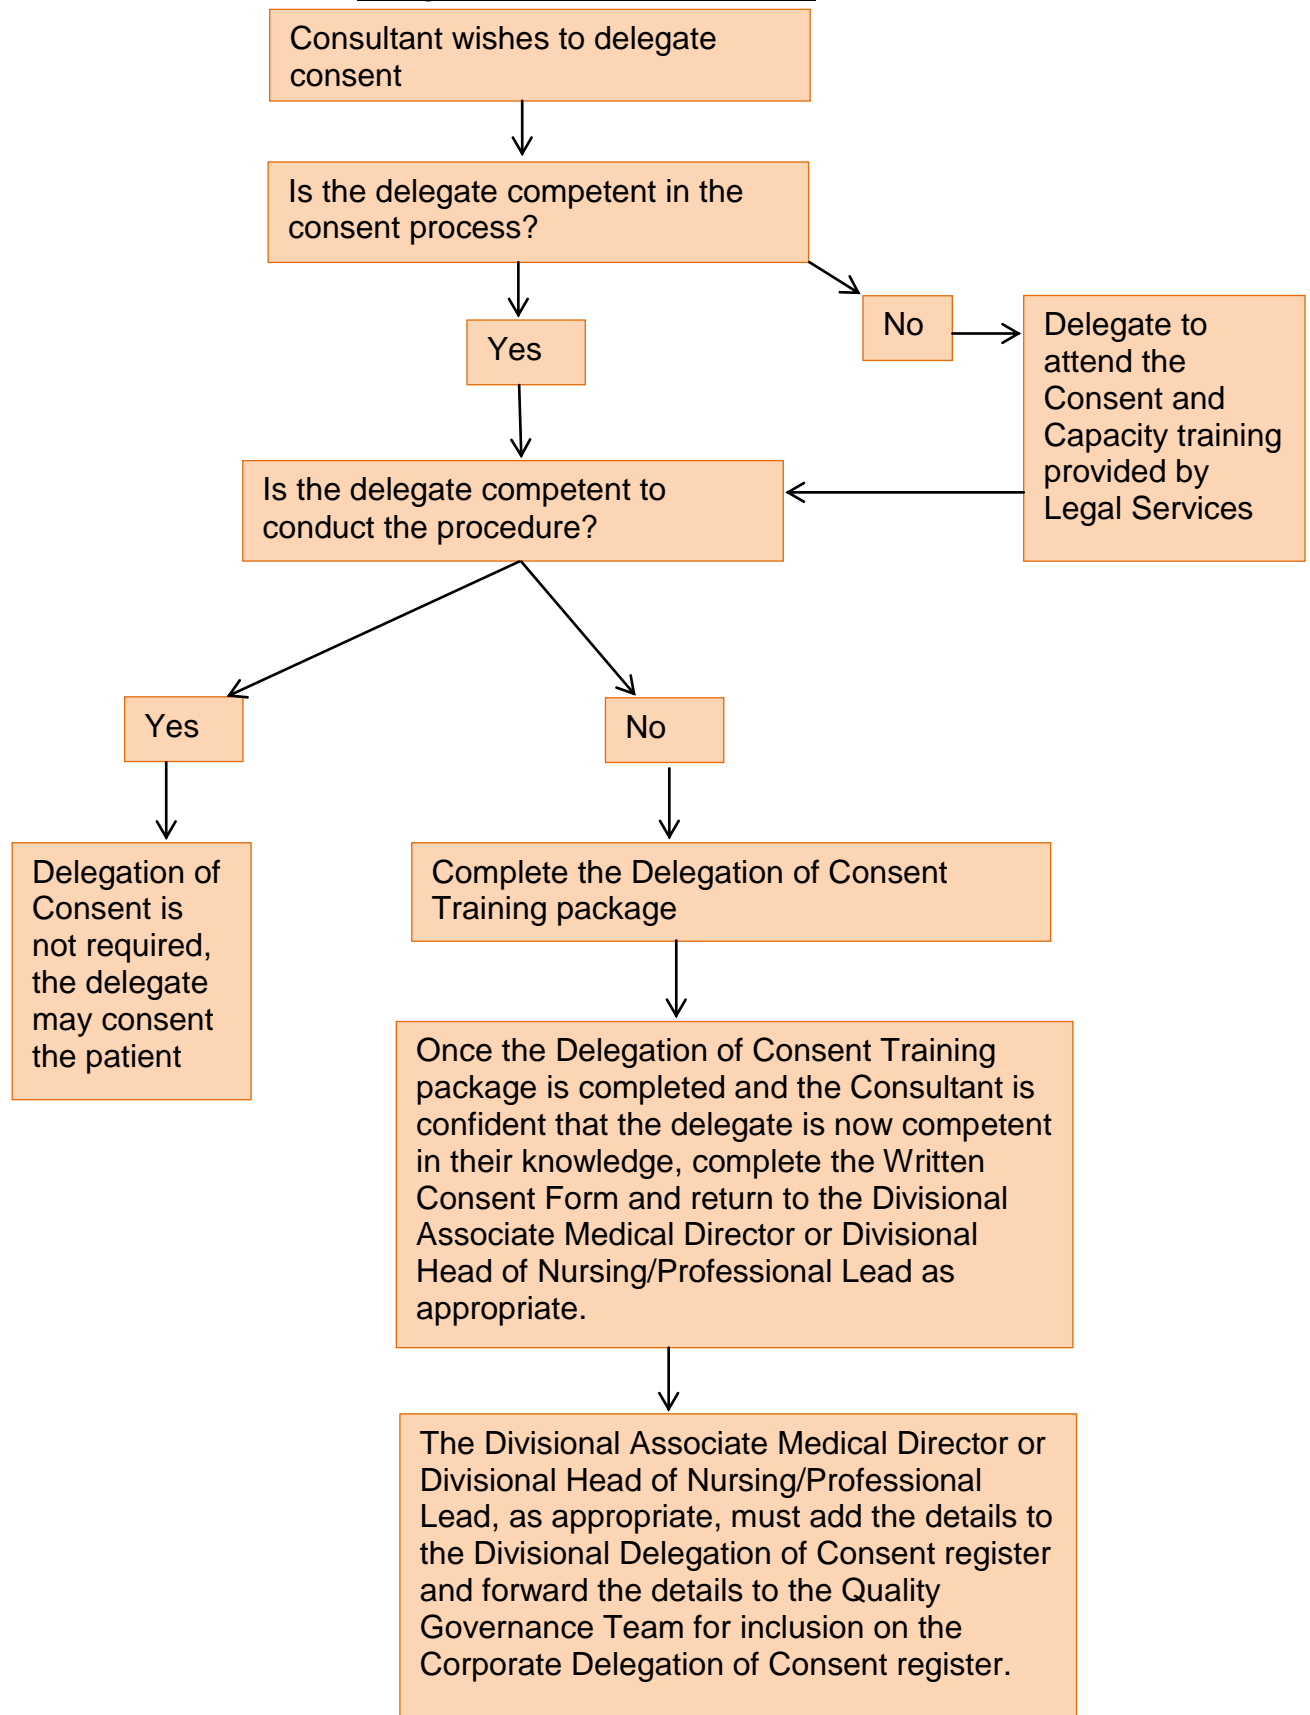 Consultant wishes to delegate
consent
Is the delegate competent in the
consent process?
Yes
No
Delegate to
attend the
Consent and
Capacity training
provided by
Legal Services
Is the delegate competent to
conduct the procedure?
Yes
No
Delegation of
Consent is
not required,
the delegate
may consent
the patient
Complete the Delegation of Consent
Training package
Once the Delegation of Consent Training
package is completed and the Consultant is
confident that the delegate is now competent
in their knowledge, complete the Written
Consent Form and return to the Divisional
Associate Medical Director or Divisional
Head of Nursing/Professional Lead as
appropriate.
The Divisional Associate Medical Director or
Divisional Head of Nursing/Professional
Lead, as appropriate, must add the details to
the Divisional Delegation of Consent register
and forward the details to the Quality
Governance Team for inclusion on the
Corporate Delegation of Consent register.